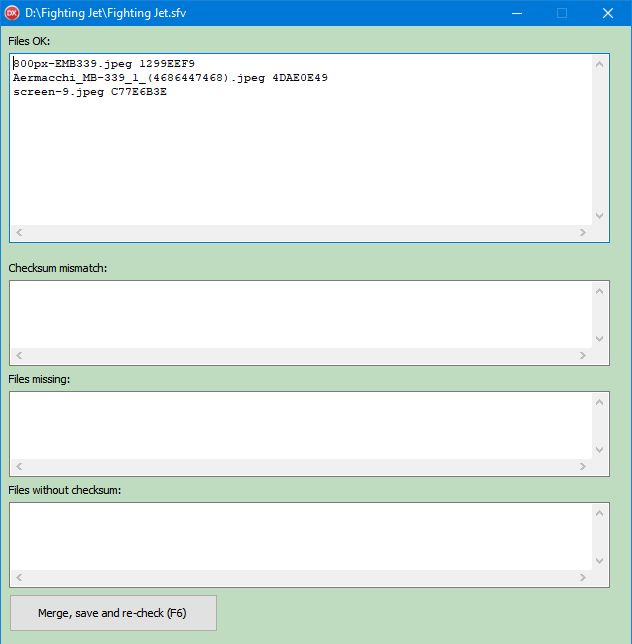 DX D:\Fighting Jet\Fighting Jet.sfv
Files OK:
800px-EMB339.jpeg 1299EEF9
Aermacchi_MB-339_1_(4686447468).jpeg 4DAE0E49
screen-9.jpeg C77E6B3E
Checksum mismatch:
Files missing:
Files without checksum:
Merge, save and re-check (F6)